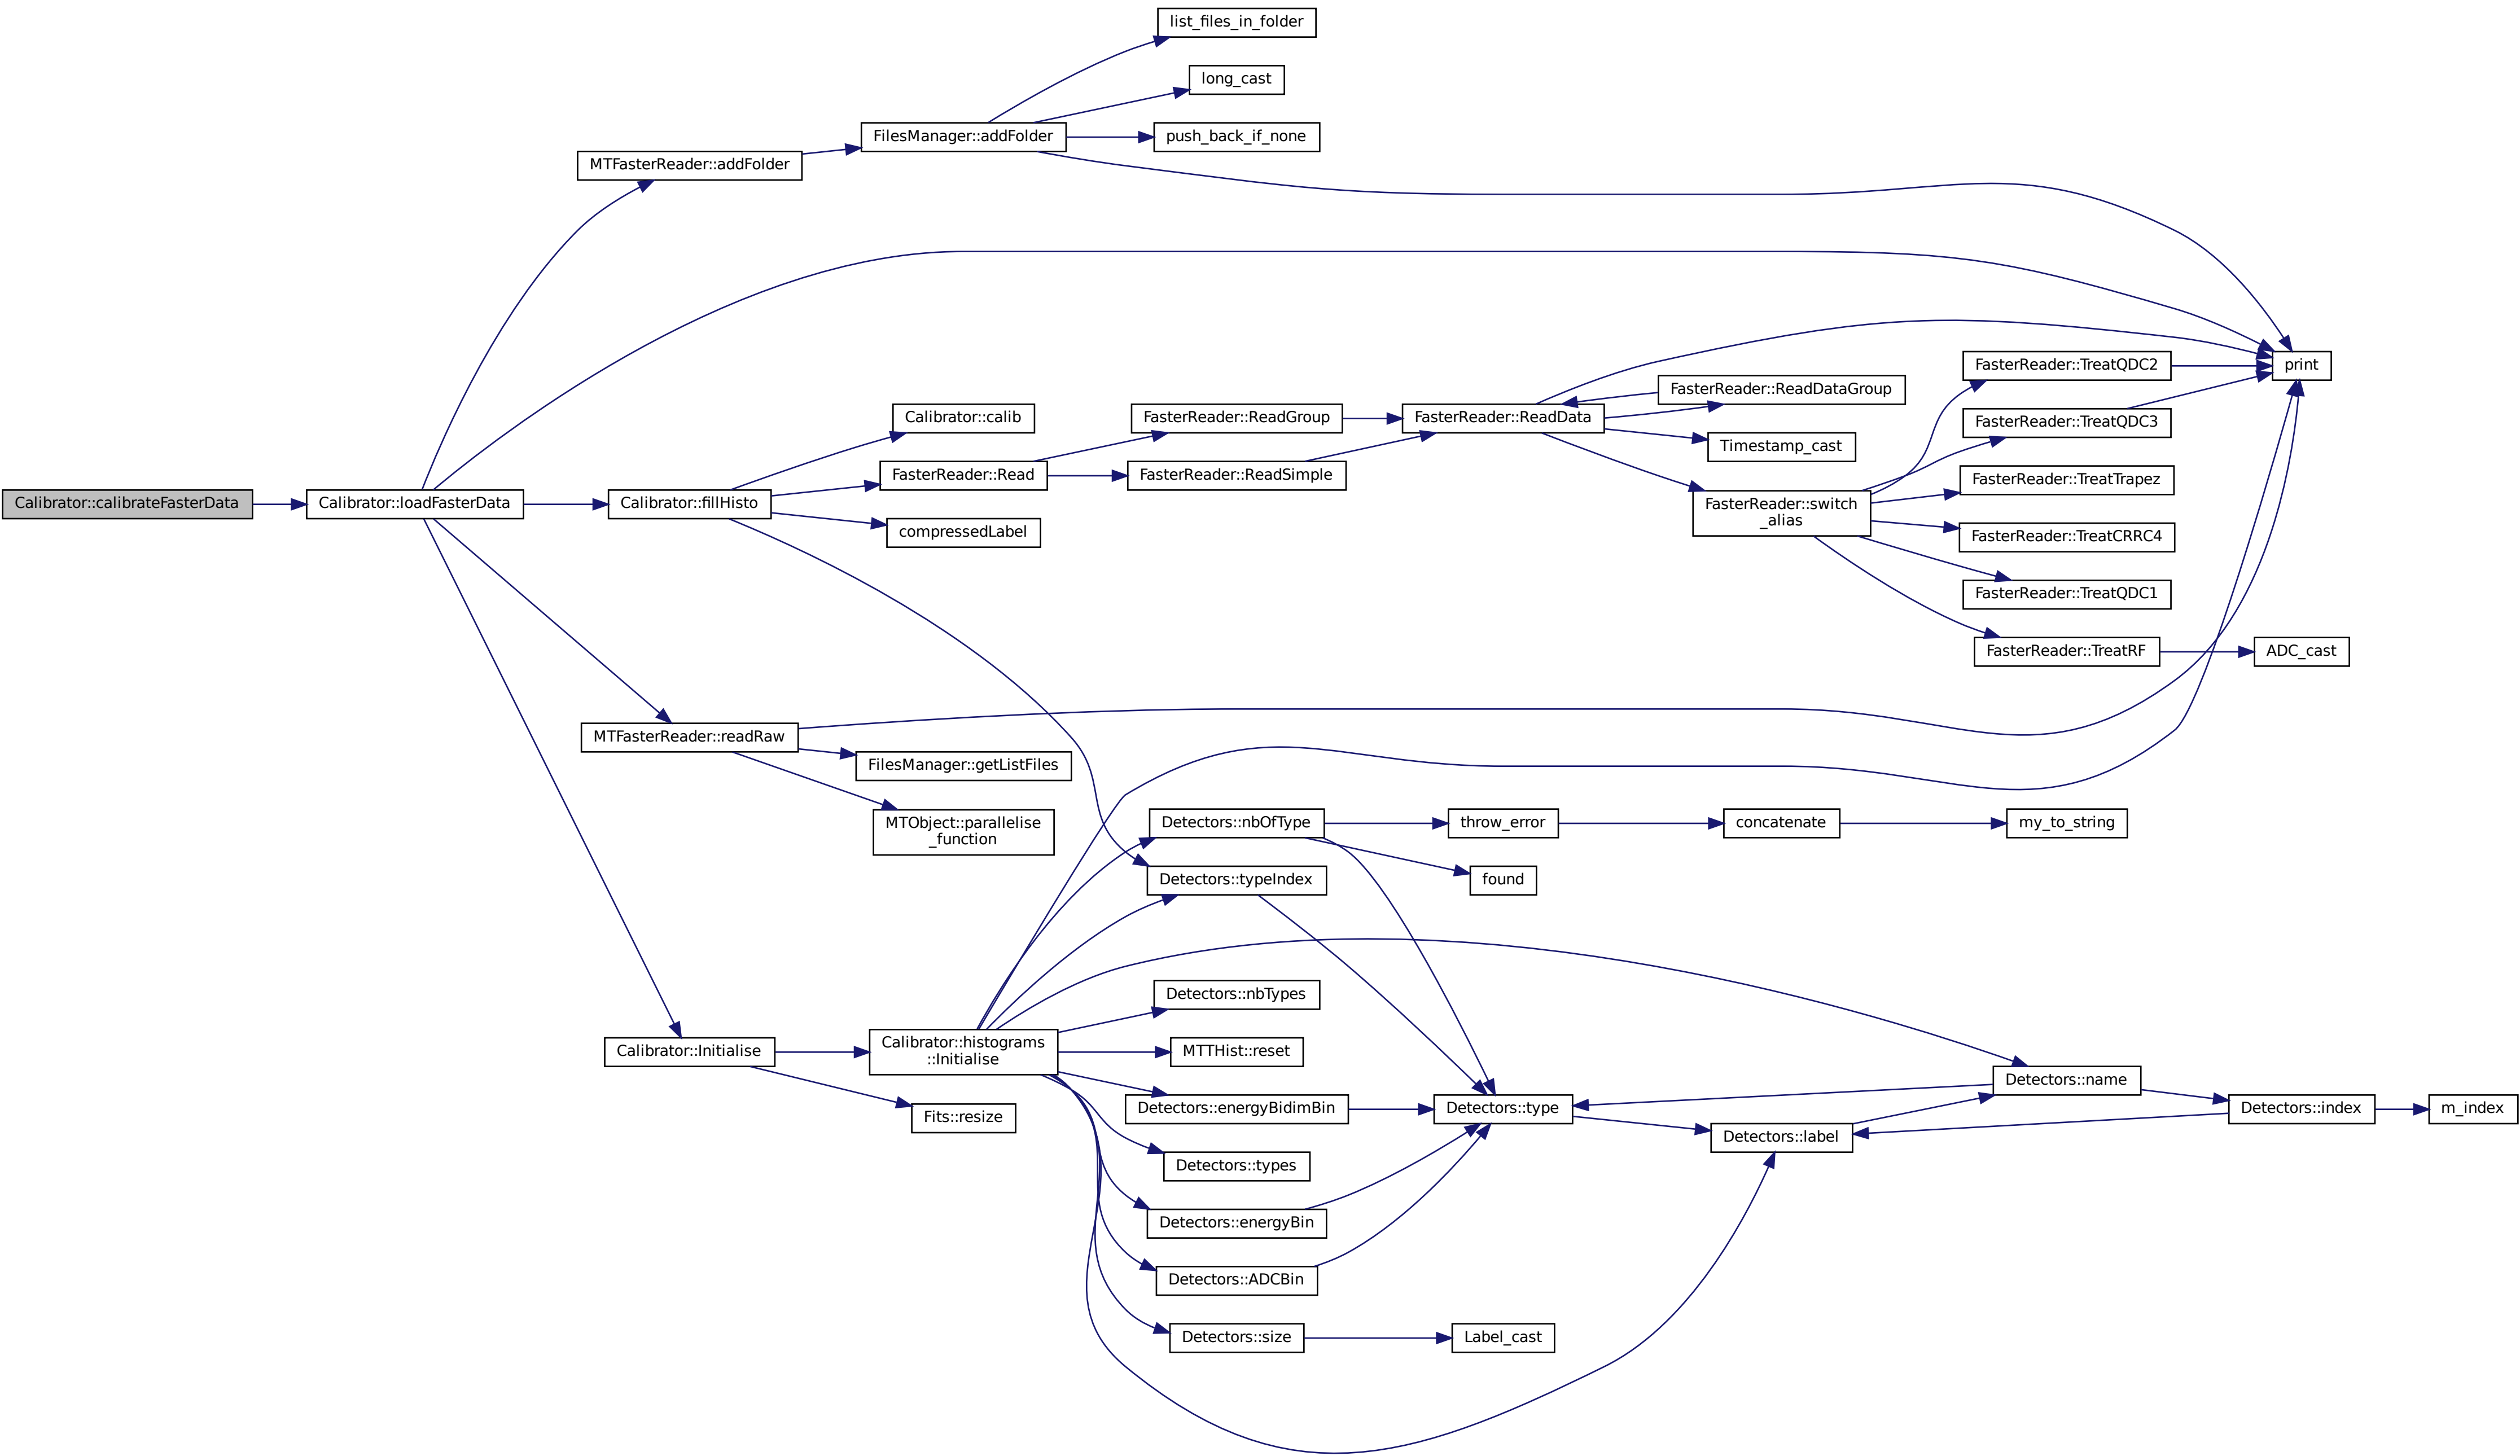 list_files_in_folder
long_cast
FilesManager::addFolder
push_back_if_none
MTFasterReader::addFolder
print
FasterReader::TreatQDC2
FasterReader::ReadDataGroup
Calibrator::calib
FasterReader::ReadGroup
FasterReader::ReadData
FasterReader::TreatQDC3
Timestamp_cast
FasterReader::Read
FasterReader::ReadSimple
FasterReader::TreatTrapez
Calibrator::calibrateFasterData
Calibrator::loadFasterData
Calibrator::fillHisto
FasterReader::switch
_alias
compressedLabel
FasterReader::TreatCRRC4
FasterReader::TreatQDC1
FasterReader::TreatRF
ADC_cast
MTFasterReader::readRaw
FilesManager::getListFiles
MTObject::parallelise
_function
Detectors::nbOfType
throw_error
concatenate
my_to_string
Detectors::typeIndex
found
Detectors::nbTypes
Calibrator::Initialise
Calibrator::histograms
::Initialise
MTTHist::reset
Detectors::name
Detectors::energyBidimBin
Detectors::type
Detectors::index
m_index
Fits::resize
Detectors::label
Detectors::types
Detectors::energyBin
Detectors::ADCBin
Detectors::size
Label_cast